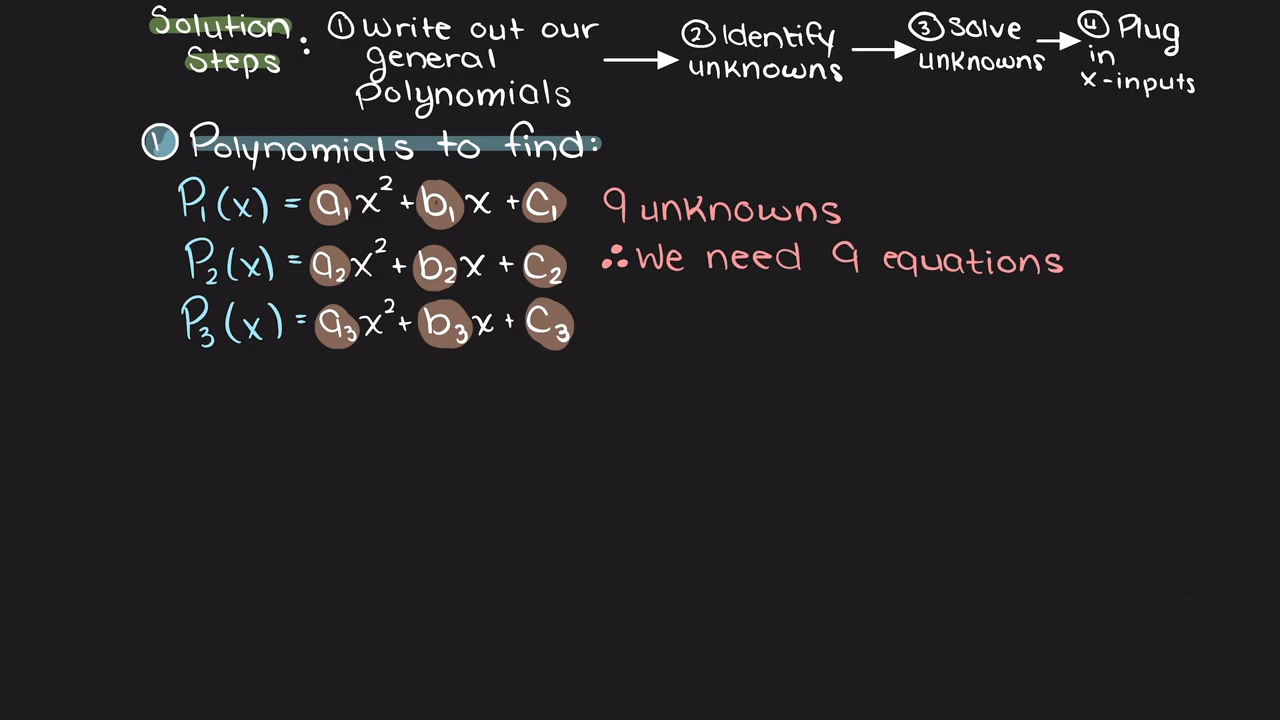 Solution Steps :
① Write out our general polynomials
② Identify unknowns
③ Solve unknowns
④ Plug in x-inputs
① Polynomials to find:
P₁(x) = a₁x² + b₁x + c₁
9 unknowns
P₂(x) = a₂x² + b₂x + c₂
∴ We need 9 equations
P₃(x) = a₃x² + b₃x + c₃